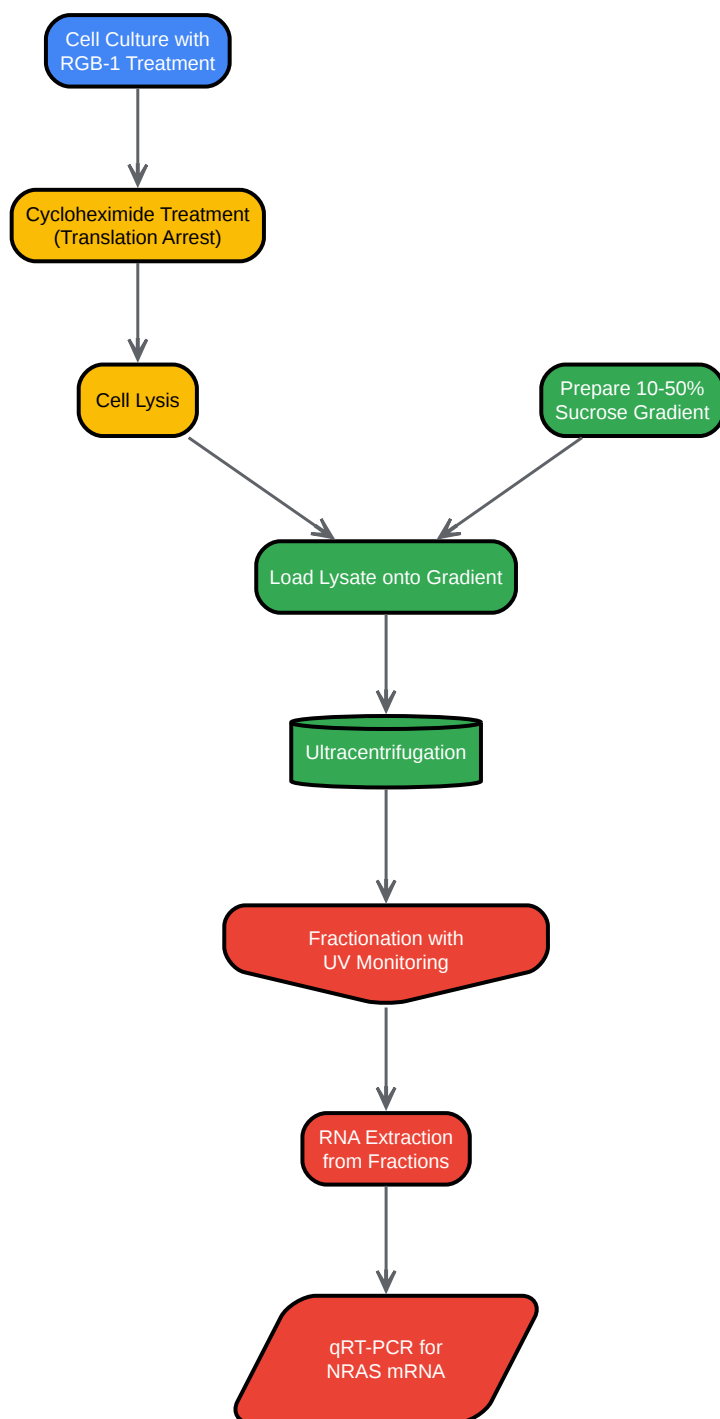 Cell Culture with
RGB-1 Treatment
Cycloheximide Treatment
(Translation Arrest)
Cell Lysis
Prepare 10-50%
Sucrose Gradient
Load Lysate onto Gradient
Ultracentrifugation
Fractionation with
UV Monitoring
RNA Extraction
from Fractions
qRT-PCR for
NRAS mRNA